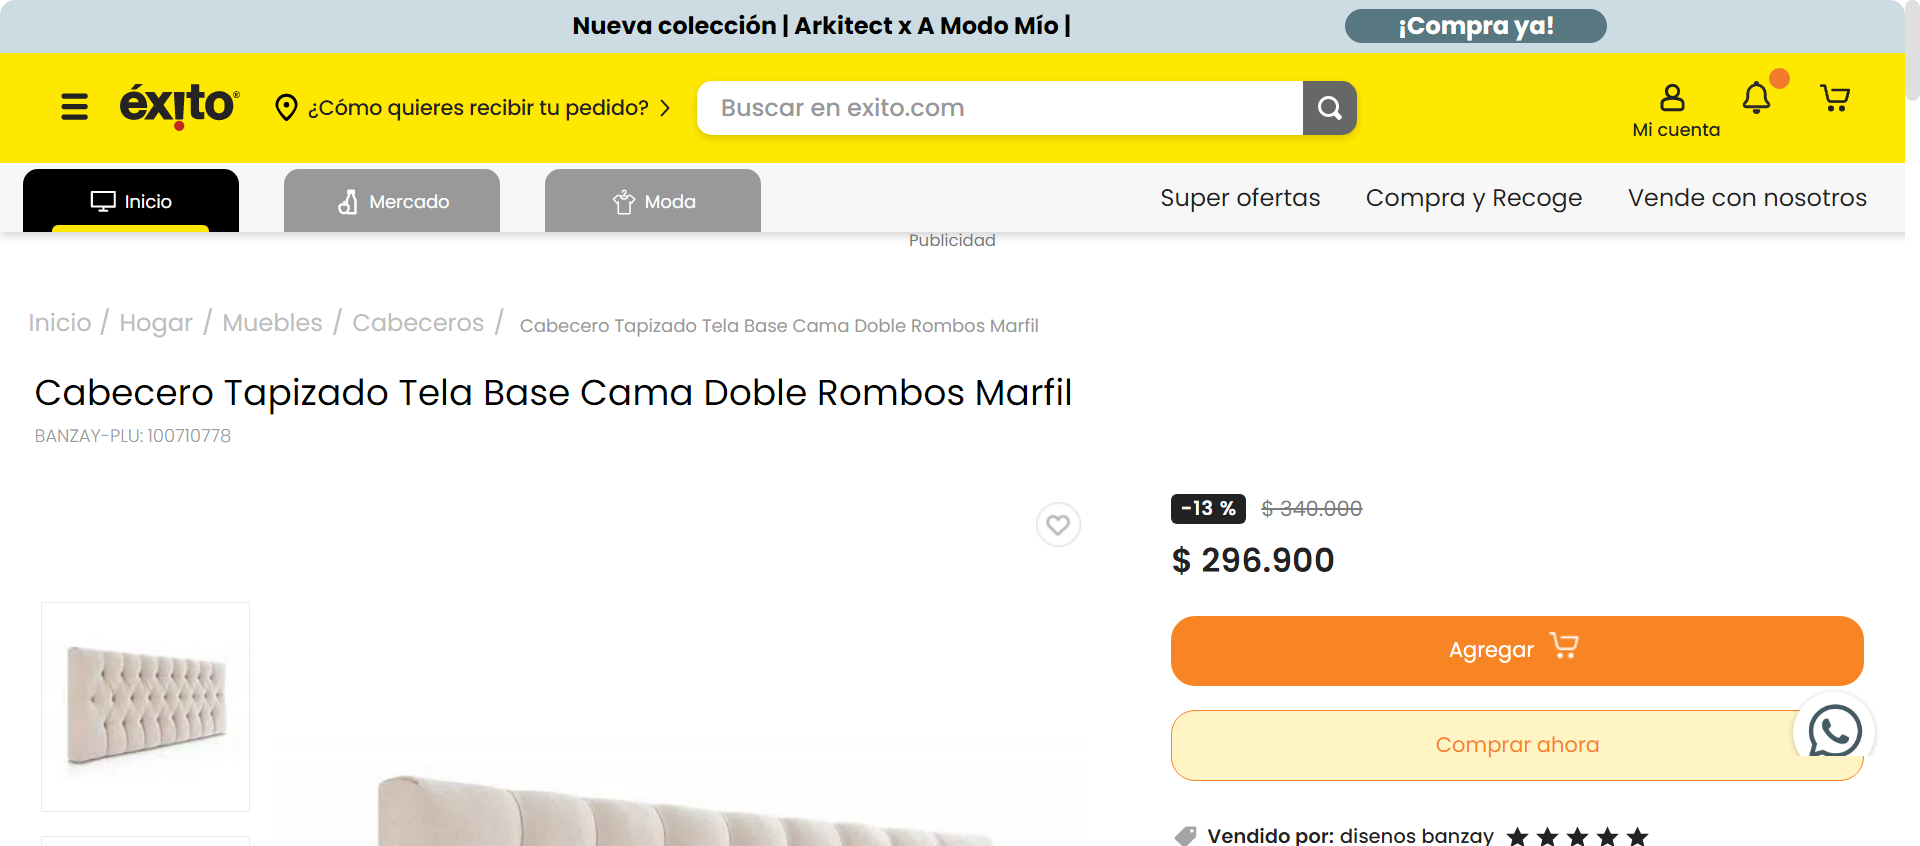 Nueva colección | Arkitect x A Modo Mío |
¡Compra ya!
éxito®
¿Cómo quieres recibir tu pedido?
Buscar en exito.com
Mi cuenta
Inicio
Mercado
Moda
Super ofertas
Compra y Recoge
Vende con nosotros
Publicidad
Inicio / Hogar / Muebles / Cabeceros / Cabecero Tapizado Tela Base Cama Doble Rombos Marfil
Cabecero Tapizado Tela Base Cama Doble Rombos Marfil
BANZAY-PLU: 100710778
-13 % $ 340.000
$ 296.900
Agregar
Comprar ahora
Vendido por: disenos banzay